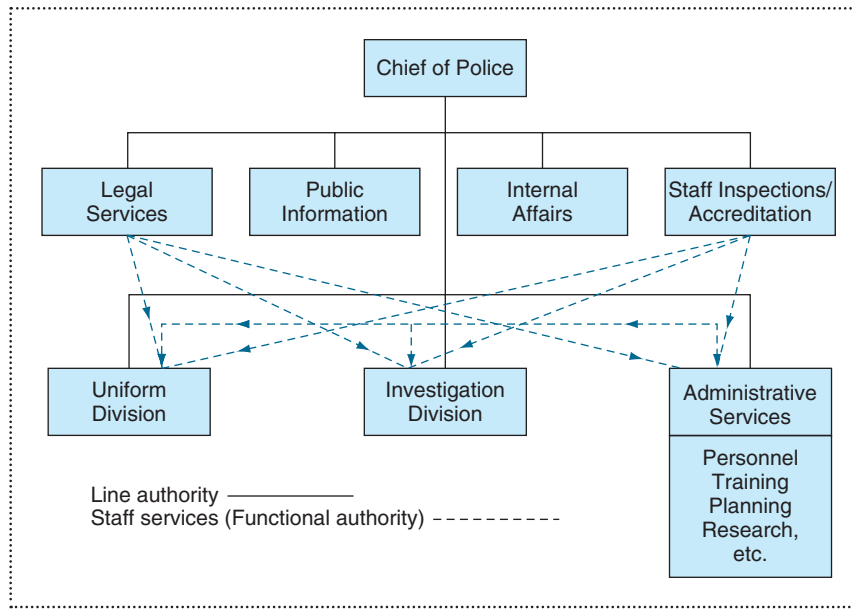 Chief of Police
Legal
Services
Public
Information
Internal
Affairs
Staff Inspections/
Accreditation
Uniform
Division
Investigation
Division
Administrative
Services
Personnel
Training
Planning
Research,
etc.
Line authority
Staff services (Functional authority)